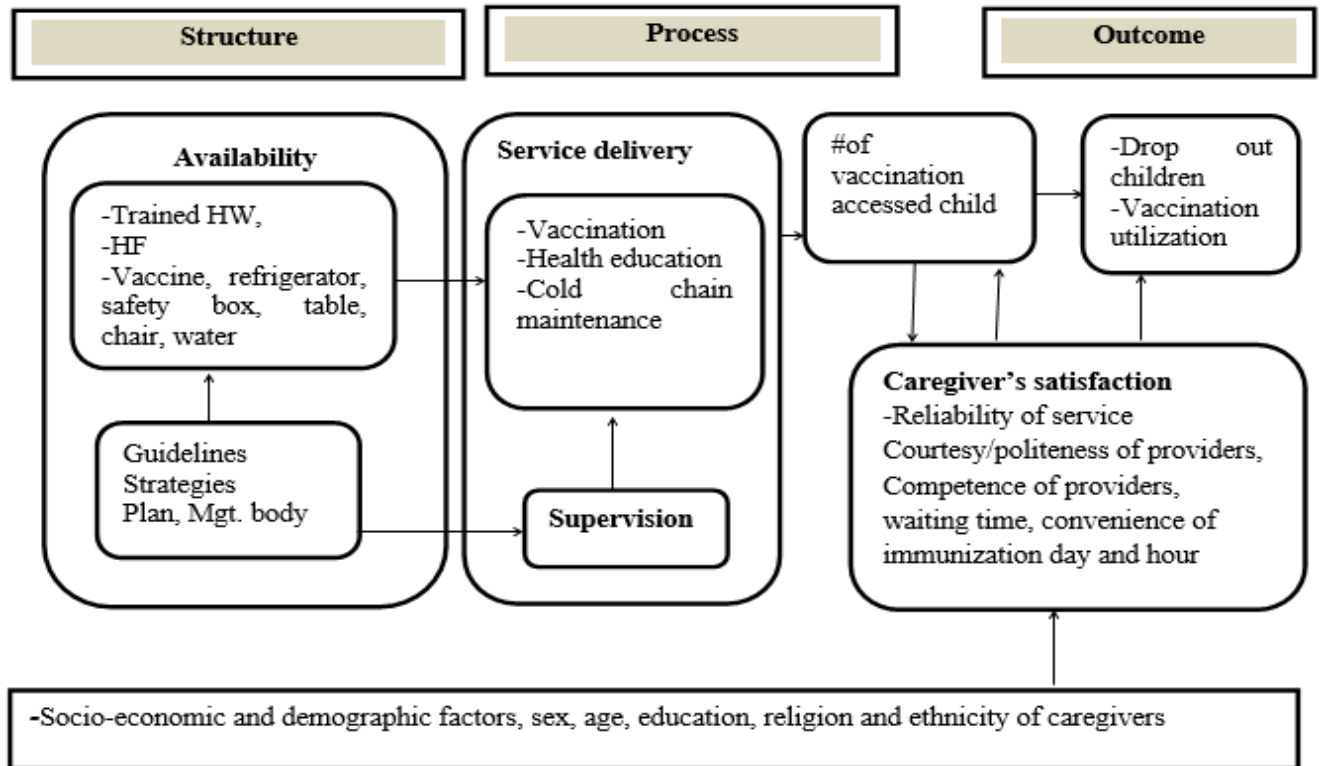 Structure
Process
Outcome
Availability
-Trained HW,
-HF
-Vaccine, refrigerator,
safety box, table,
chair, water
Guidelines
Strategies
Plan, Mgt. body
Service delivery
-Vaccination
-Health education
-Cold chain
maintenance
Supervision
#of
vaccination
accessed child
-Drop out
children
-Vaccination
utilization
Caregiver’s satisfaction
-Reliability of service
Courtesy/politeness of providers,
Competence of providers,
waiting time, convenience of
immunization day and hour
-Socio-economic and demographic factors, sex, age, education, religion and ethnicity of caregivers